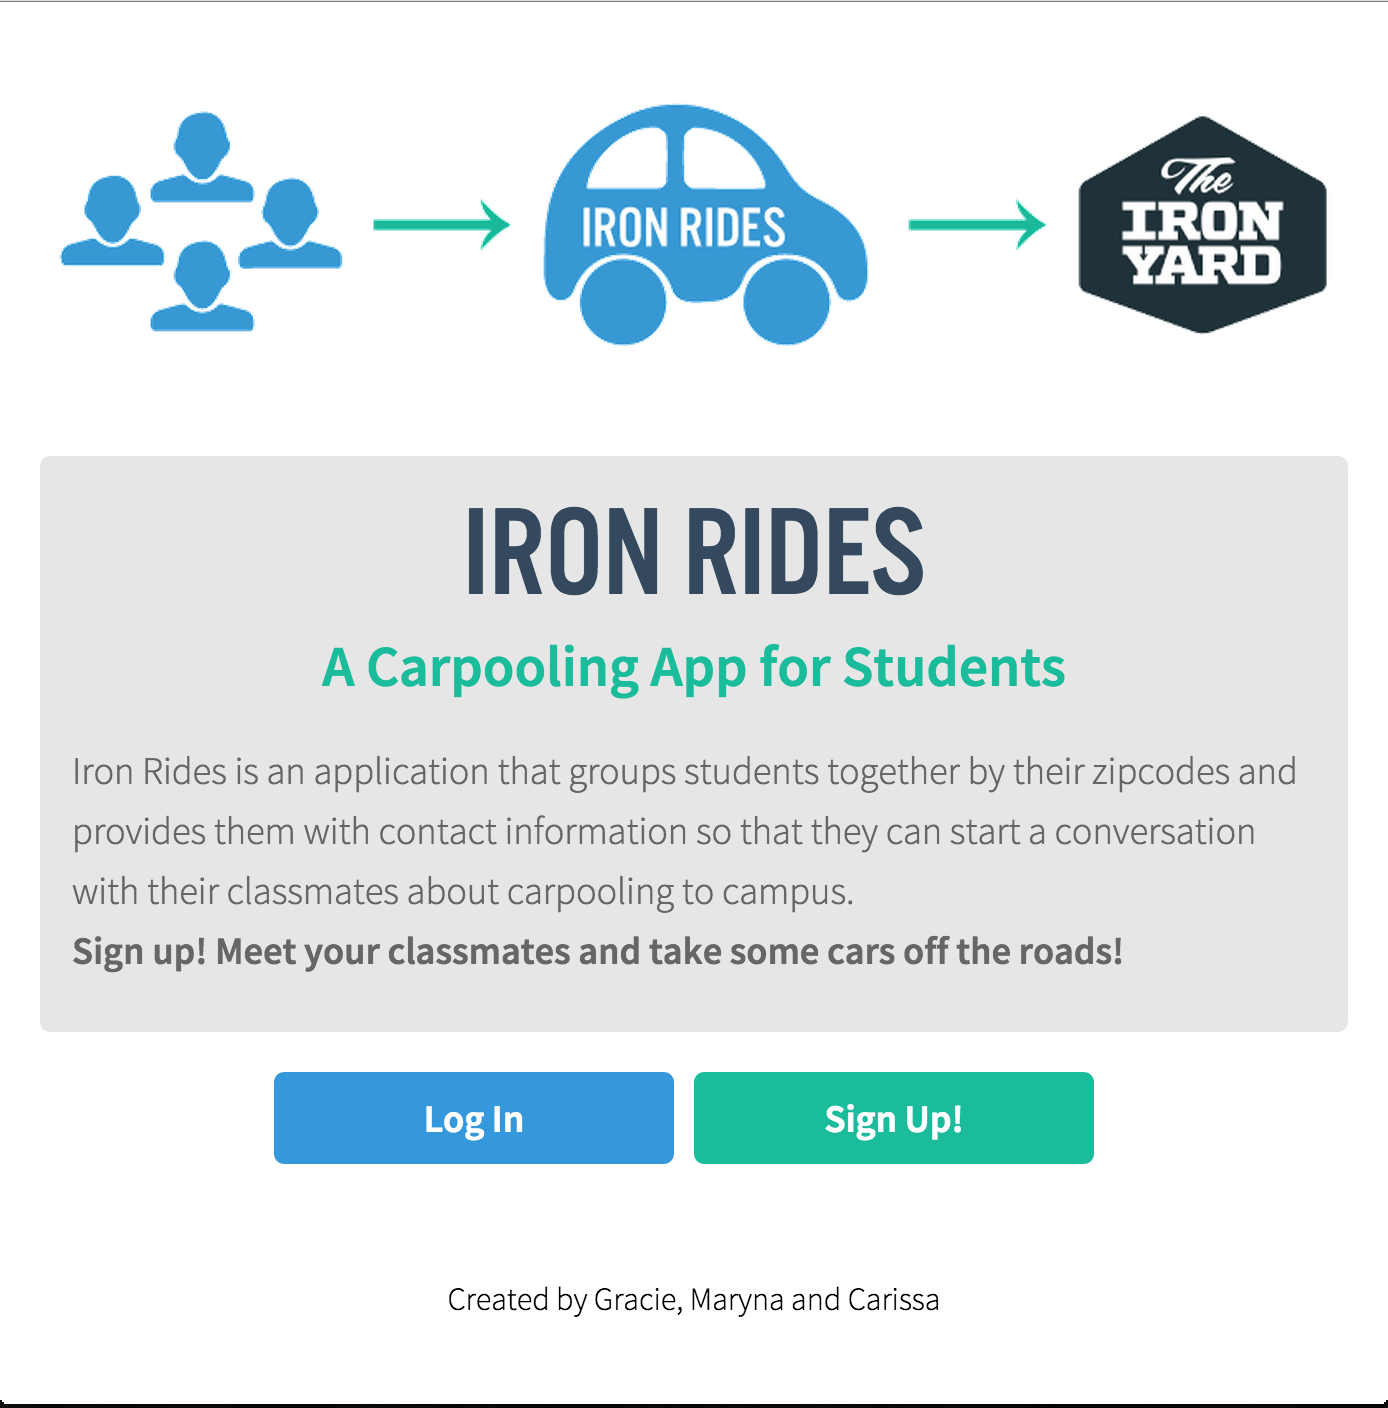 IRON RIDES
The
IRON
YARD
IRON RIDES
A Carpooling App for Students
Iron Rides is an application that groups students together by their zipcodes and
provides them with contact information so that they can start a conversation
with their classmates about carpooling to campus.
Sign up! Meet your classmates and take some cars off the roads!
Log In
Sign Up!
Created by Gracie, Maryna and Carissa